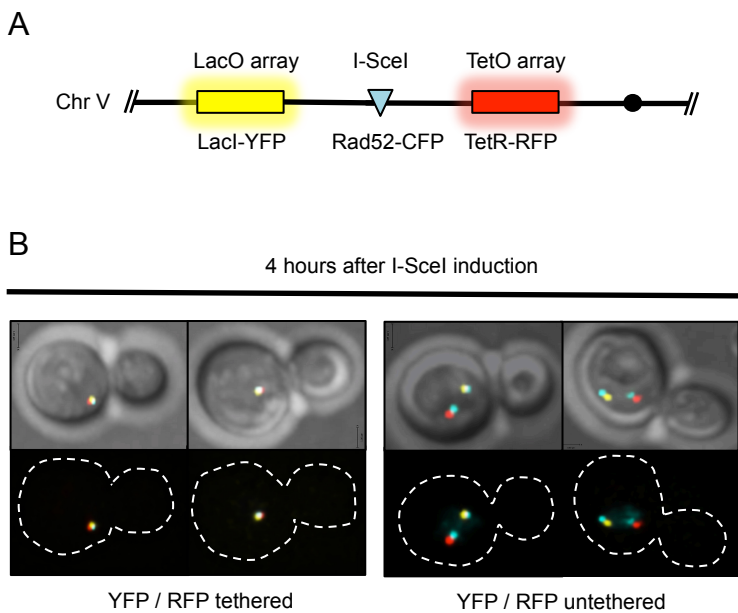 A
LacO array I-SceI TetO array
Chr V
LacI-YFP Rad52-CFP TetR-RFP
B
4 hours after I-SceI induction
YFP / RFP tethered YFP / RFP untethered